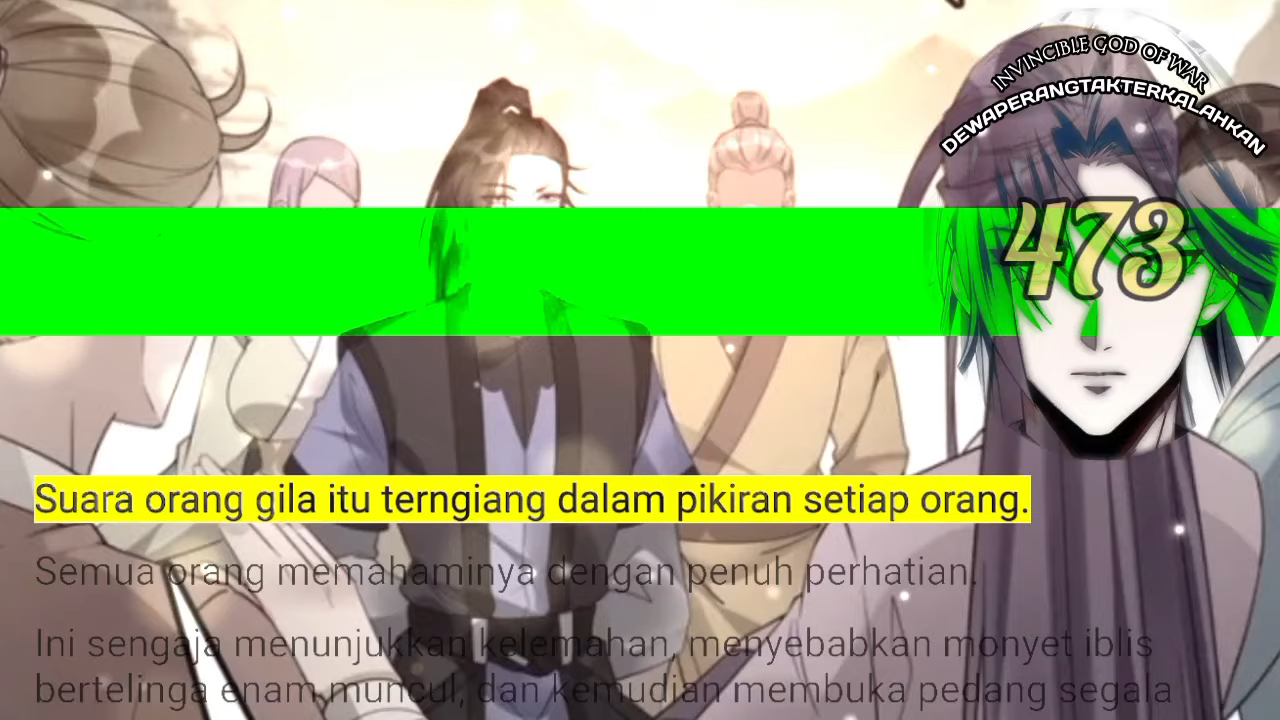 INVINCIBLE GOD OF WAR
DEWAPERANGTAKTERKALAHKAN
473
Suara orang gila itu terngiang dalam pikiran setiap orang.
Semua orang memahaminya dengan penuh perhatian.
Ini sengaja menunjukkan kelemahan, menyebabkan monyet iblis
bertelinga enam muncul, dan kemudian membuka pedang segala